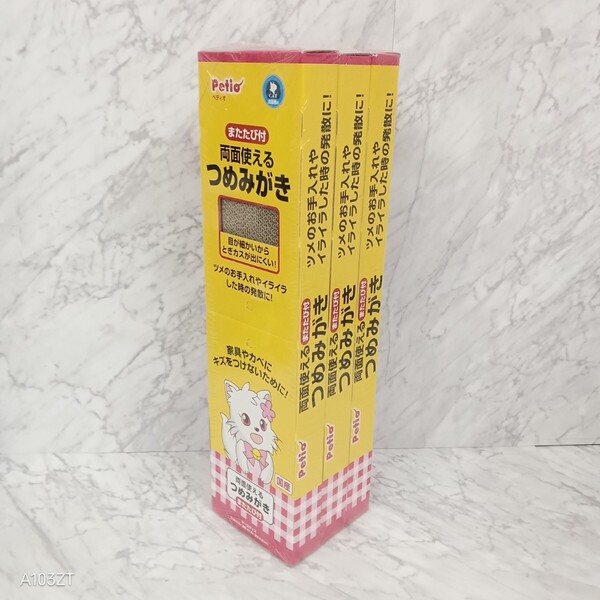 Petio
ペティオ
CAT
またたび付
両面使える
つめみがき
目が細かいから
とぎカスが出にくい!
ツメのお手入れやイライラ
した時の発散に!
家具やカベに
キズをつけないために!
国産
両面使える
つめみがき
またたび付
ツメのお手入れや
イライラした時の発散に!
またたび付
両面使える
つめみがき
Petio
ツメのお手入れや
イライラした時の発散に!
またたび付
両面使える
つめみがき
Petio
ツメのお手入れや
イライラした時の発散に!
またたび付
両面使える
つめみがき
Petio
A103ZT